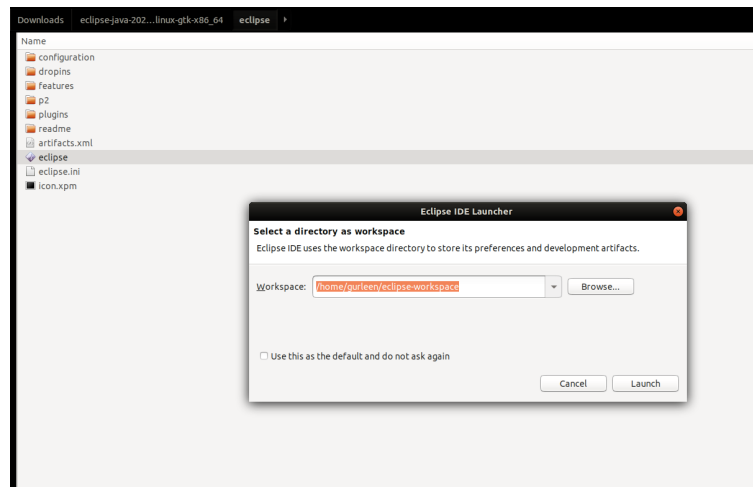 Downloads eclipse-java-202...linux-gtk-x86_64 eclipse
Name
configuration
dropins
features
p2
plugins
readme
artifacts.xml
eclipse
eclipse.ini
icon.xpm
Eclipse IDE Launcher
Select a directory as workspace
Eclipse IDE uses the workspace directory to store its preferences and development artifacts.
Workspace: /home/gurleen/eclipse-workspace Browse...
Use this as the default and do not ask again
Cancel Launch